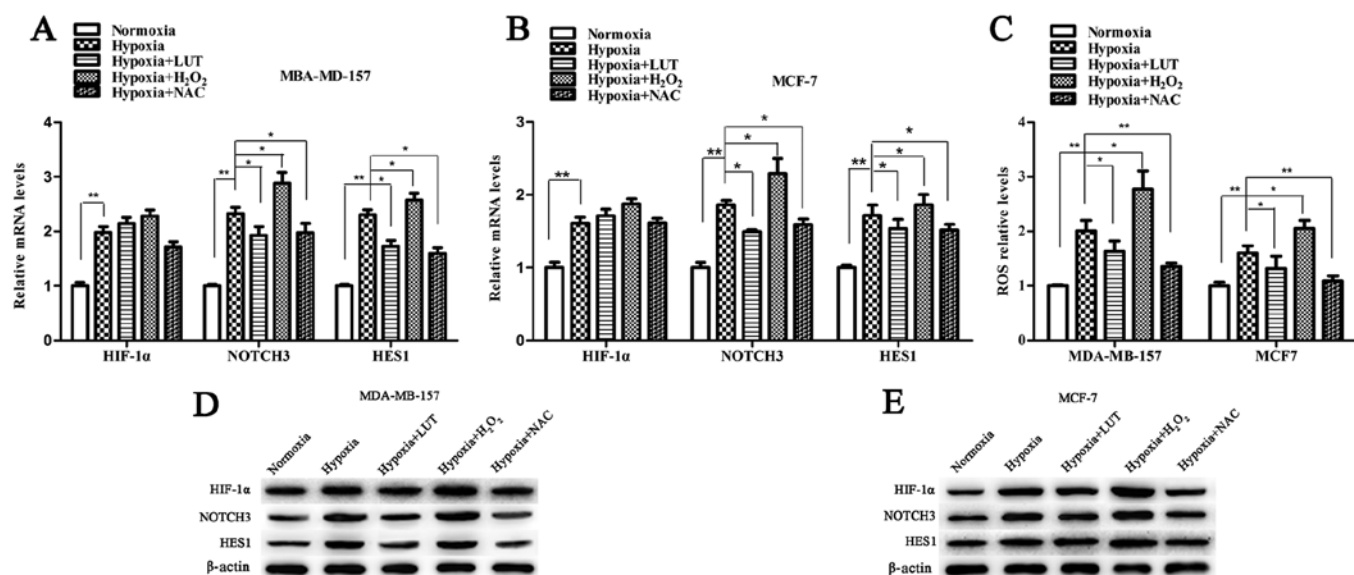 A
Normoxia
Hypoxia
Hypoxia+LUT
Hypoxia+H₂O₂
Hypoxia+NAC
MBA-MD-157
Relative mRNA levels
4
3
2
1
0
**
**
*
*
*
**
*
*
*
HIF-1α NOTCH3 HES1
B
Normoxia
Hypoxia
Hypoxia+LUT
Hypoxia+H₂O₂
Hypoxia+NAC
MCF-7
Relative mRNA levels
3
2
1
0
**
**
*
*
*
**
*
*
*
HIF-1α NOTCH3 HES1
C
Normoxia
Hypoxia
Hypoxia+LUT
Hypoxia+H₂O₂
Hypoxia+NAC
ROS relative levels
4
3
2
1
0
**
*
*
**
**
*
*
**
MDA-MB-157 MCF7
D
MDA-MB-157
Normoxia Hypoxia Hypoxia+LUT Hypoxia+H₂O₂ Hypoxia+NAC
HIF-1α
NOTCH3
HES1
β-actin
E
MCF-7
Normoxia Hypoxia Hypoxia+LUT Hypoxia+H₂O₂ Hypoxia+NAC
HIF-1α
NOTCH3
HES1
β-actin